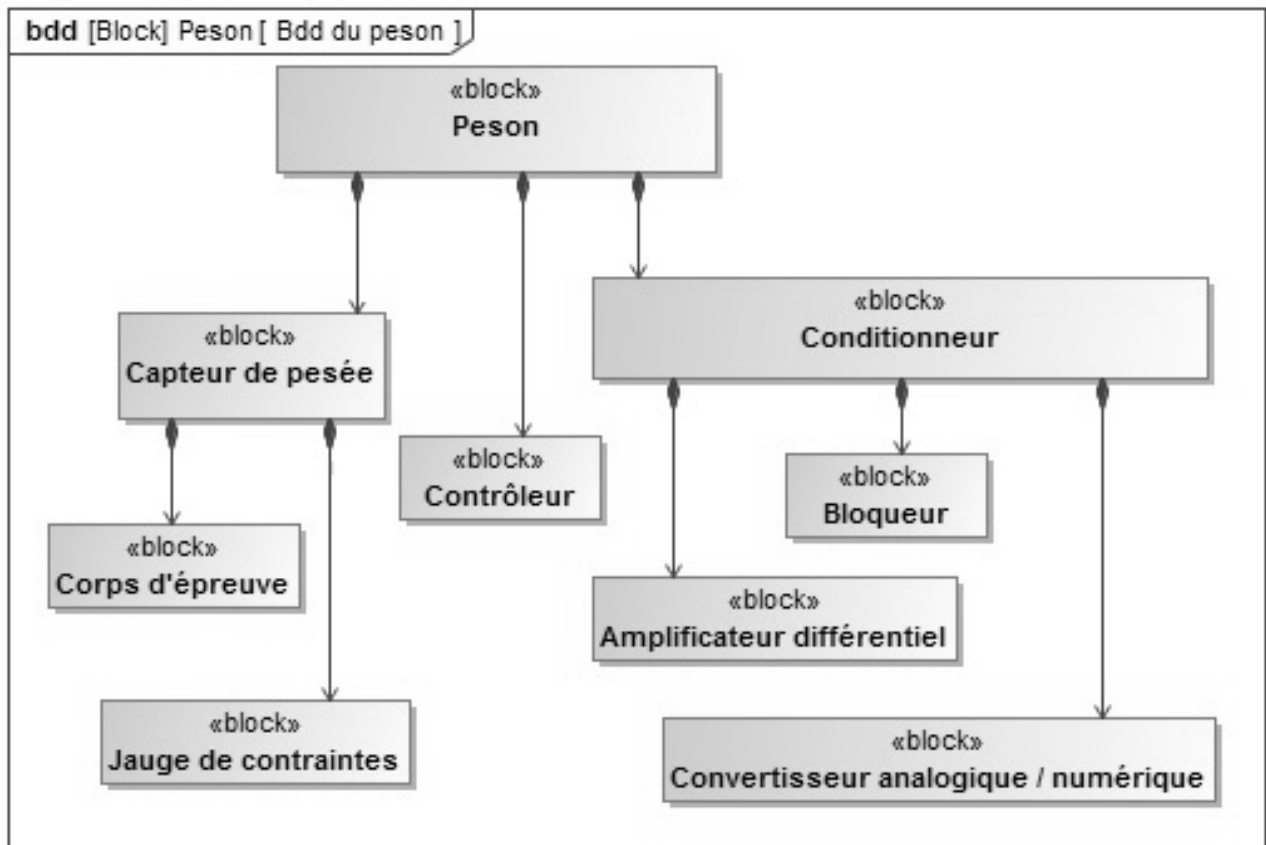 bdd [Block] Peson [ Bdd du peson ]
«block»
Peson
«block»
Capteur de pesée
«block»
Conditionneur
«block»
Contrôleur
«block»
Bloqueur
«block»
Corps d'épreuve
«block»
Amplificateur différentiel
«block»
Jauge de contraintes
«block»
Convertisseur analogique / numérique